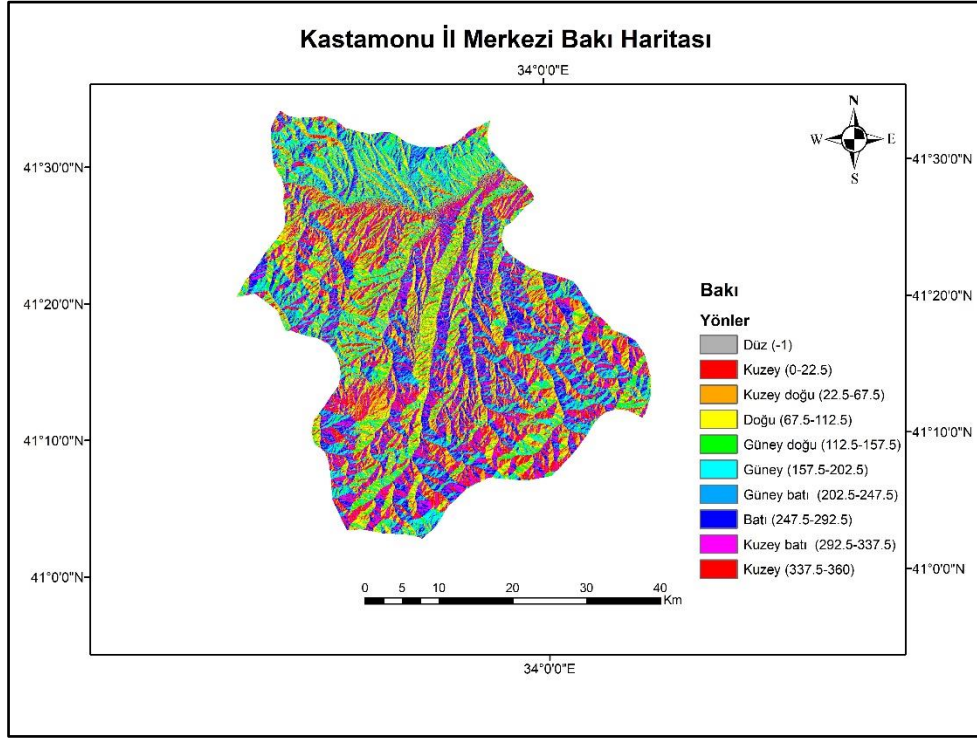 Kastamonu İl Merkezi Bakı Haritası
34°0'0"E
N
W E
S
41°30'0"N 41°30'0"N
41°20'0"N 41°20'0"N
41°10'0"N 41°10'0"N
41°0'0"N 41°0'0"N
Bakı
Yönler
Düz (-1)
Kuzey (0-22.5)
Kuzey doğu (22.5-67.5)
Doğu (67.5-112.5)
Güney doğu (112.5-157.5)
Güney (157.5-202.5)
Güney batı (202.5-247.5)
Batı (247.5-292.5)
Kuzey batı (292.5-337.5)
Kuzey (337.5-360)
0 5 10 20 30 40
Km
34°0'0"E